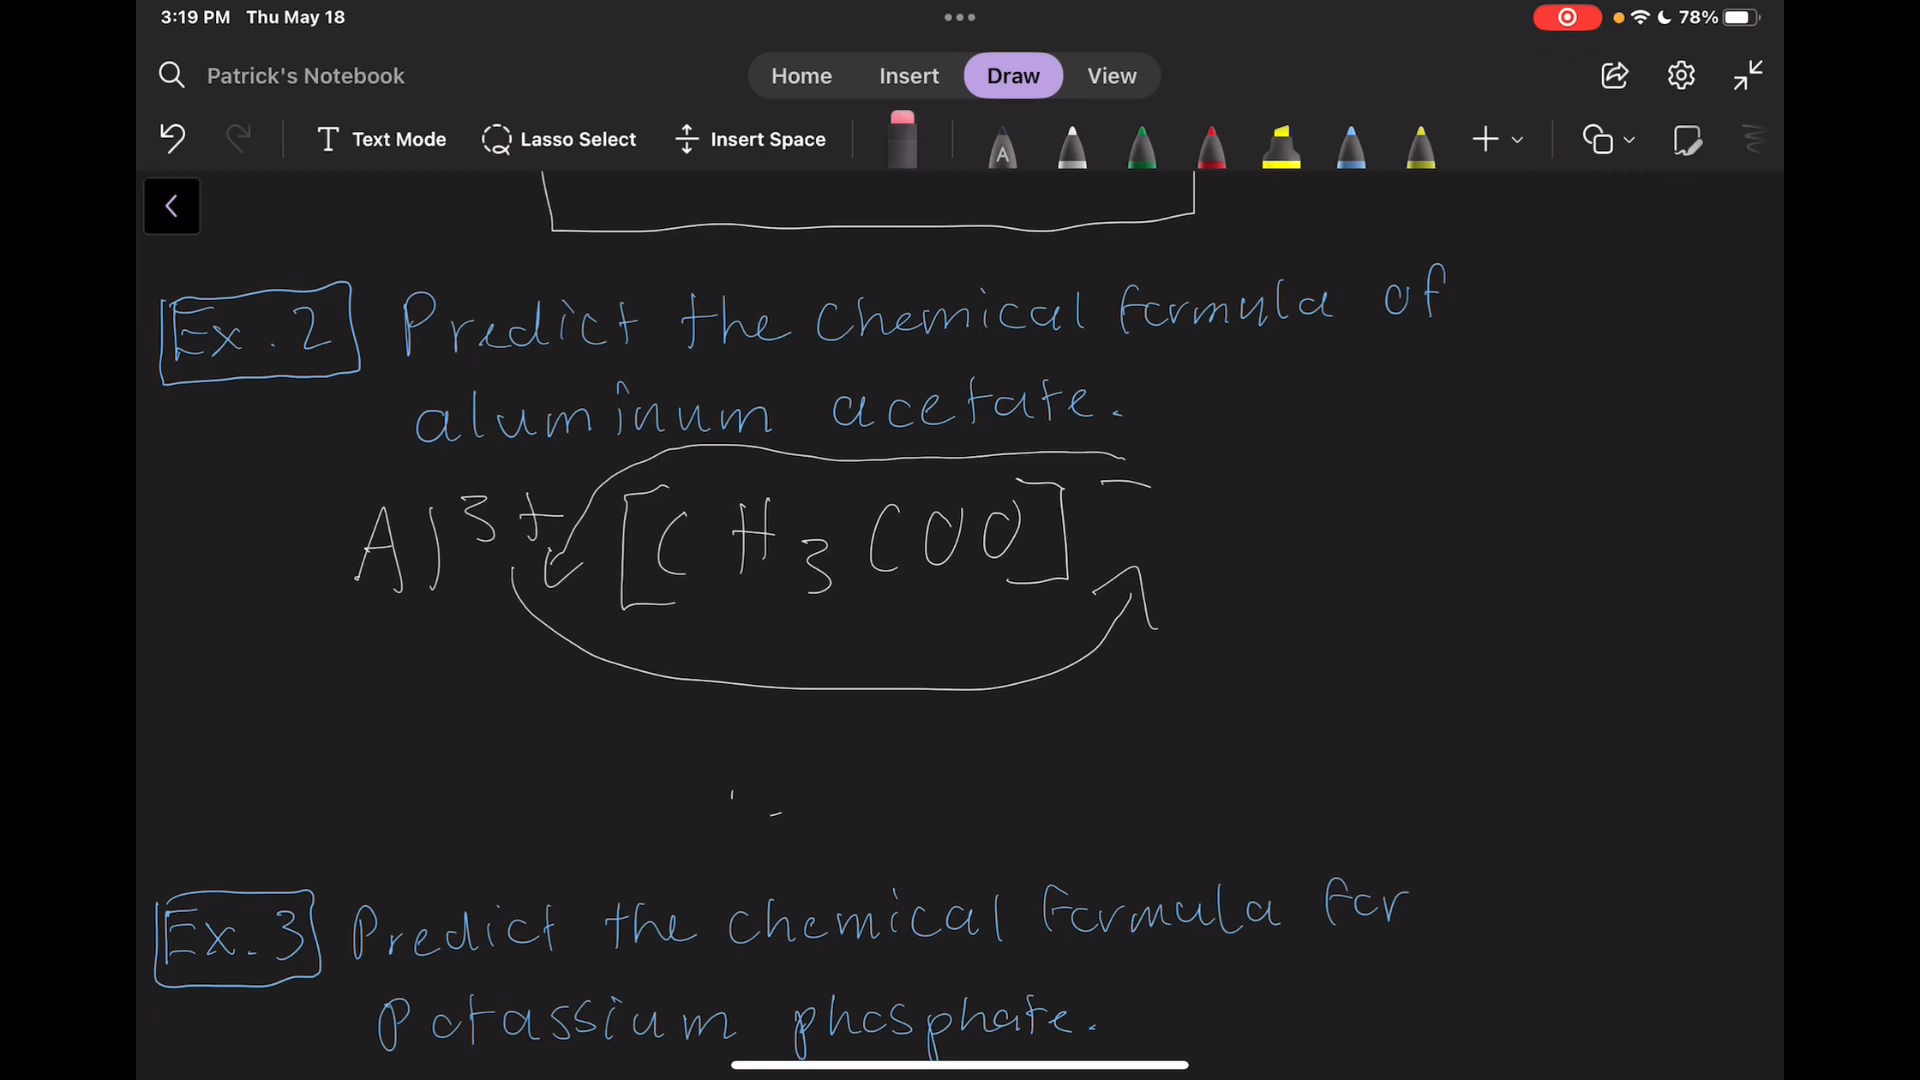 3:19 PM Thu May 18
78%
Patrick's Notebook
Home Insert Draw View
Text Mode Lasso Select Insert Space
A
Ex. 2 Predict the chemical formula of
aluminum acetate.
Al³⁺ [CH₃COO]⁻
Ex. 3 Predict the chemical formula for
Potassium phosphate.